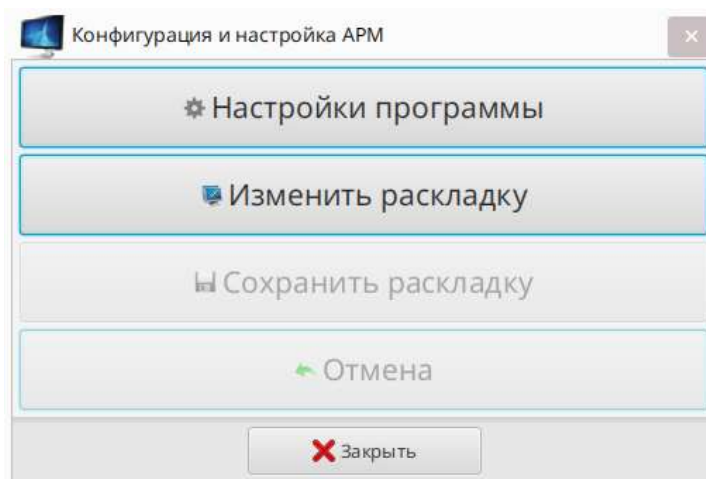 Конфигурация и настройка АРМ
Настройки программы
Изменить раскладку
Сохранить раскладку
Отмена
Закрыть